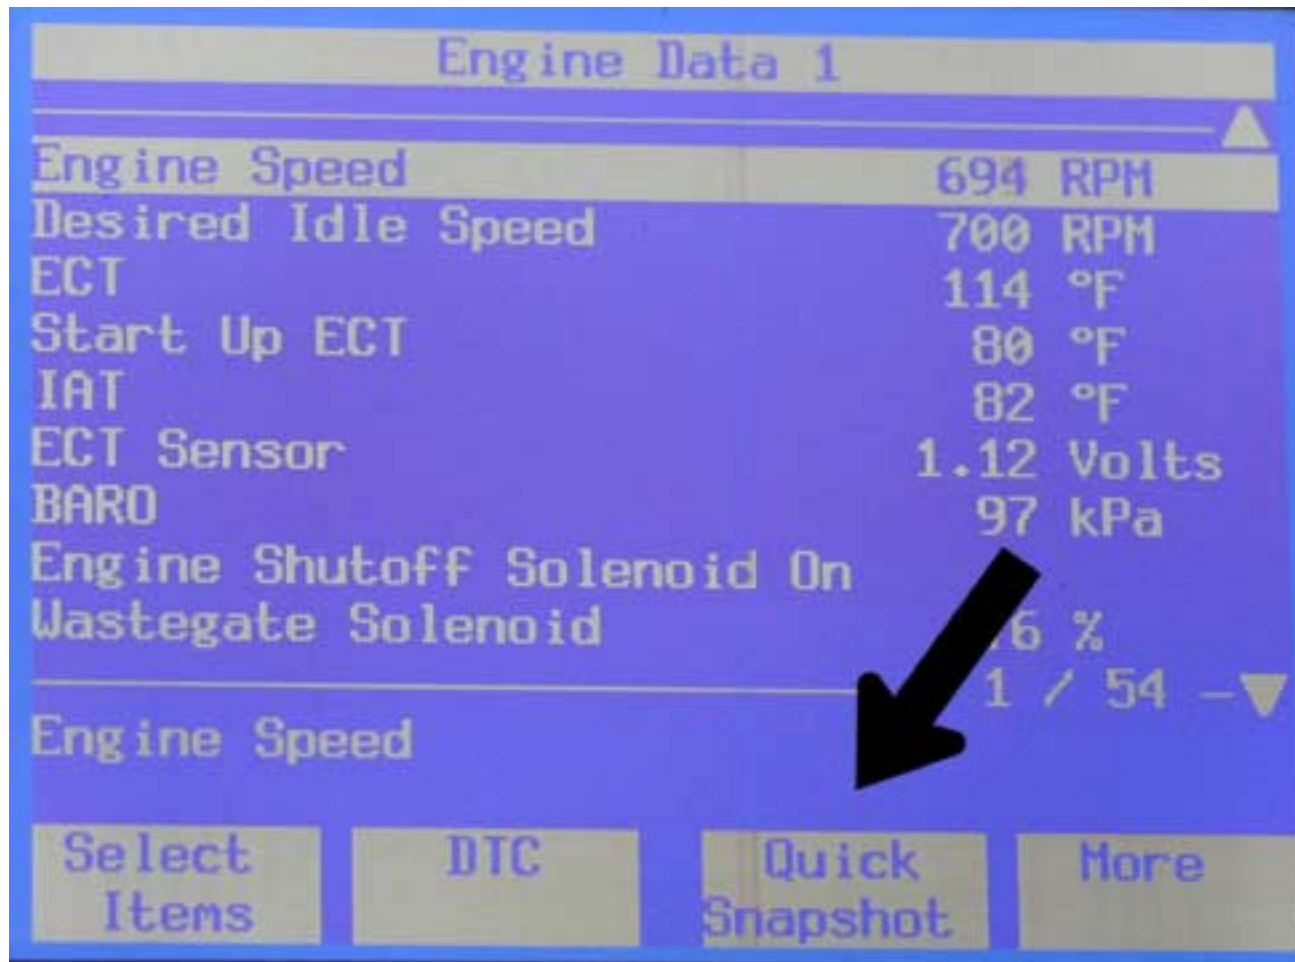 Engine Data 1
Engine Speed 694 RPM
Desired Idle Speed 700 RPM
ECT 114 °F
Start Up ECT 80 °F
IAT 82 °F
ECT Sensor 1.12 Volts
BARO 97 kPa
Engine Shutoff Solenoid On
Wastegate Solenoid %
1 / 54
Engine Speed
Select Items
DTC
Quick Snapshot
More